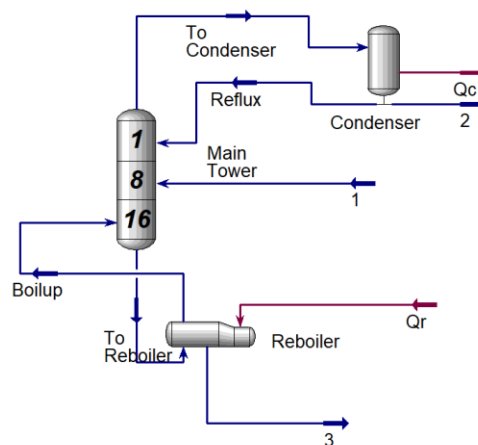 To
Condenser
Qc
Reflux
Condenser
2
1
Main
Tower
8
1
16
Boilup
To
Reboiler
Reboiler
Qr
3